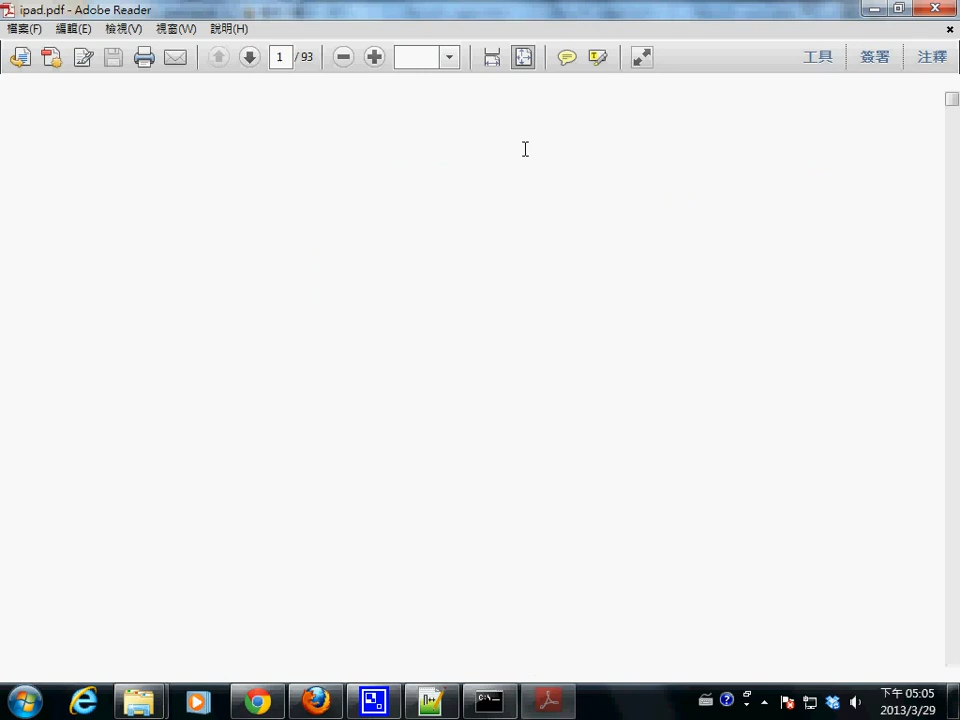 ipad.pdf - Adobe Reader
檔案(F) 編輯(E) 檢視(V) 視窗(W) 說明(H)
1 / 93
工具 簽署 注釋
C:\
下午 05:05
2013/3/29